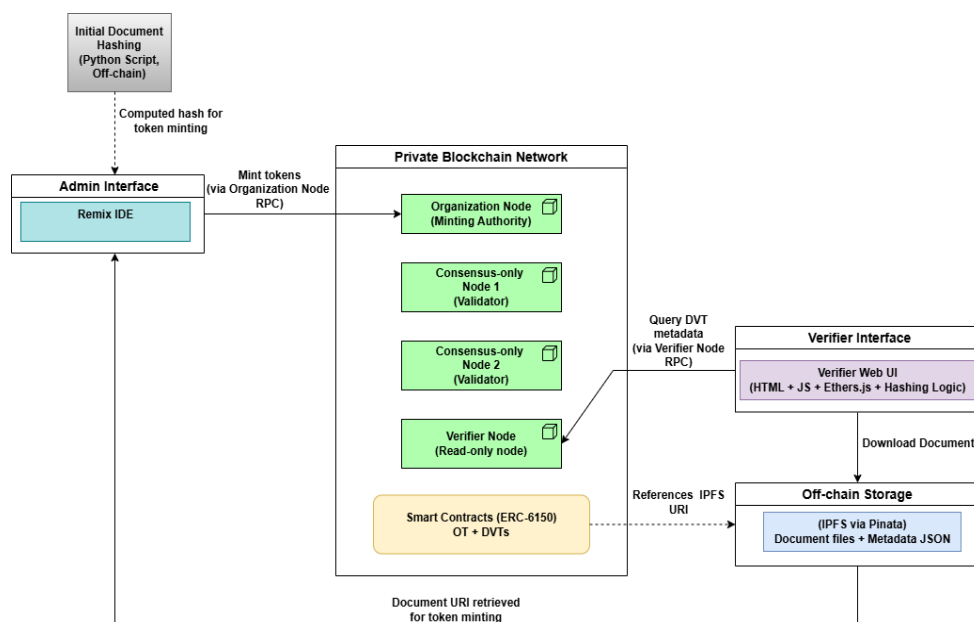 Initial Document
Hashing
(Python Script,
Off-chain)
Computed hash for
token minting
Admin Interface
Remix IDE
Mint tokens
(via Organization Node
RPC)
Private Blockchain Network
Organization Node
(Minting Authority)
Consensus-only
Node 1
(Validator)
Consensus-only
Node 2
(Validator)
Verifier Node
(Read-only node)
Smart Contracts (ERC-6150)
OT + DVTs
Query DVT
metadata
(via Verifier Node
RPC)
Verifier Interface
Verifier Web UI
(HTML + JS + Ethers.js + Hashing Logic)
Download Document
References IPFS
URI
Off-chain Storage
(IPFS via Pinata)
Document files + Metadata JSON
Document URI retrieved
for token minting